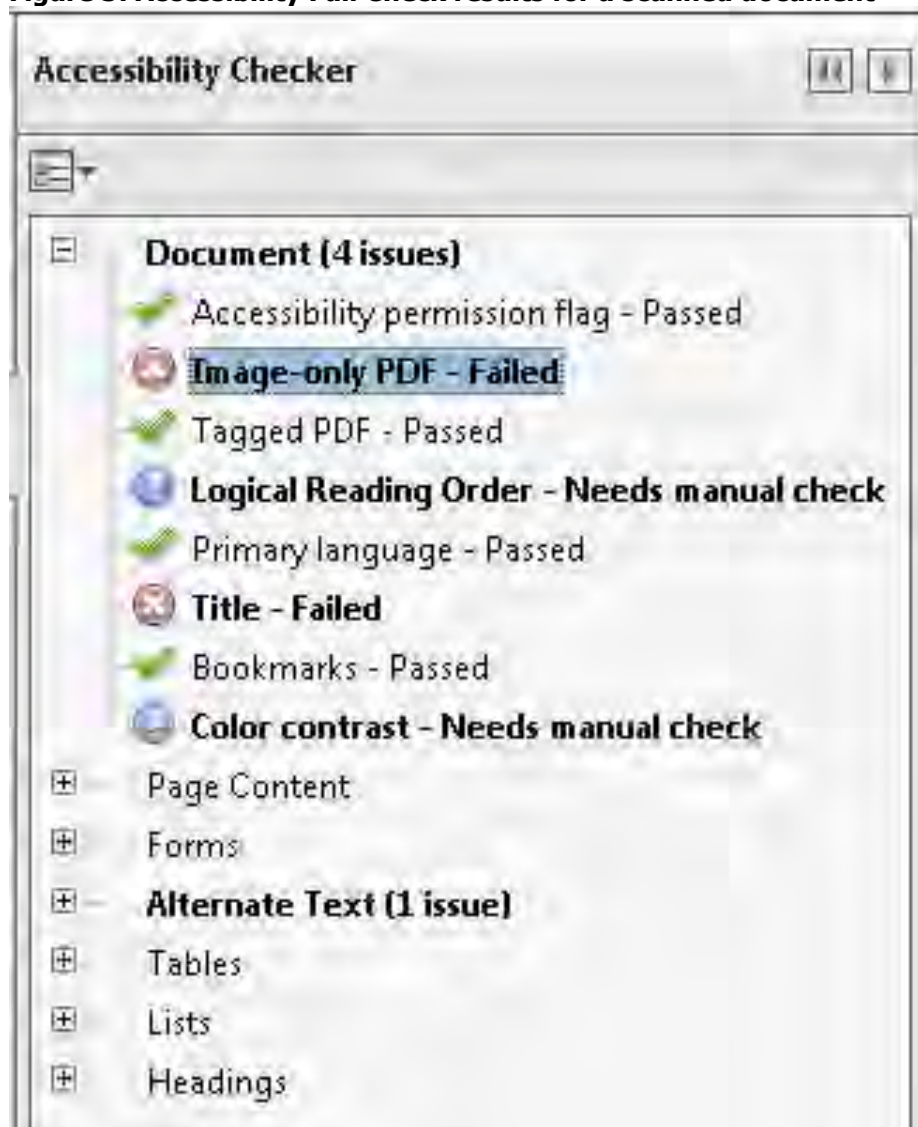 Accessibility Checker
Document (4 issues)
Accessibility permission flag - Passed
Image-only PDF - Failed
Tagged PDF - Passed
Logical Reading Order - Needs manual check
Primary language - Passed
Title - Failed
Bookmarks - Passed
Color contrast - Needs manual check
Page Content
Forms
Alternate Text (1 issue)
Tables
Lists
Headings